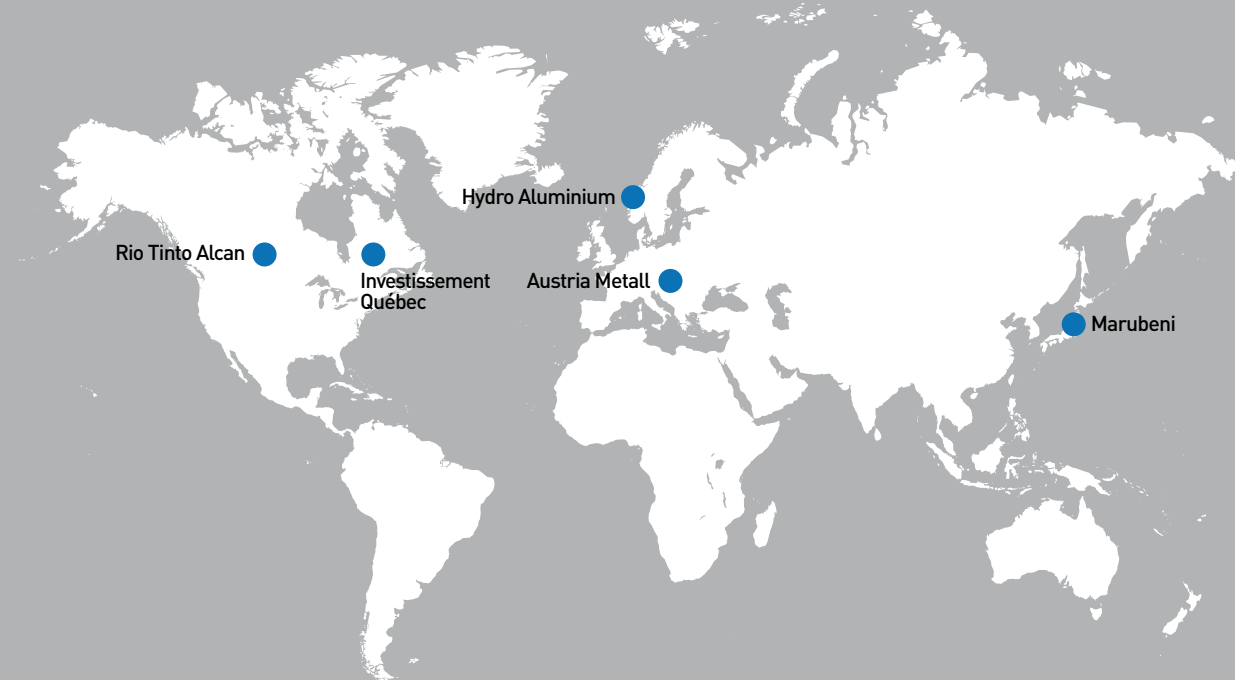 Hydro Aluminium
Rio Tinto Alcan
Investissement
Québec
Austria Metall
Marubeni